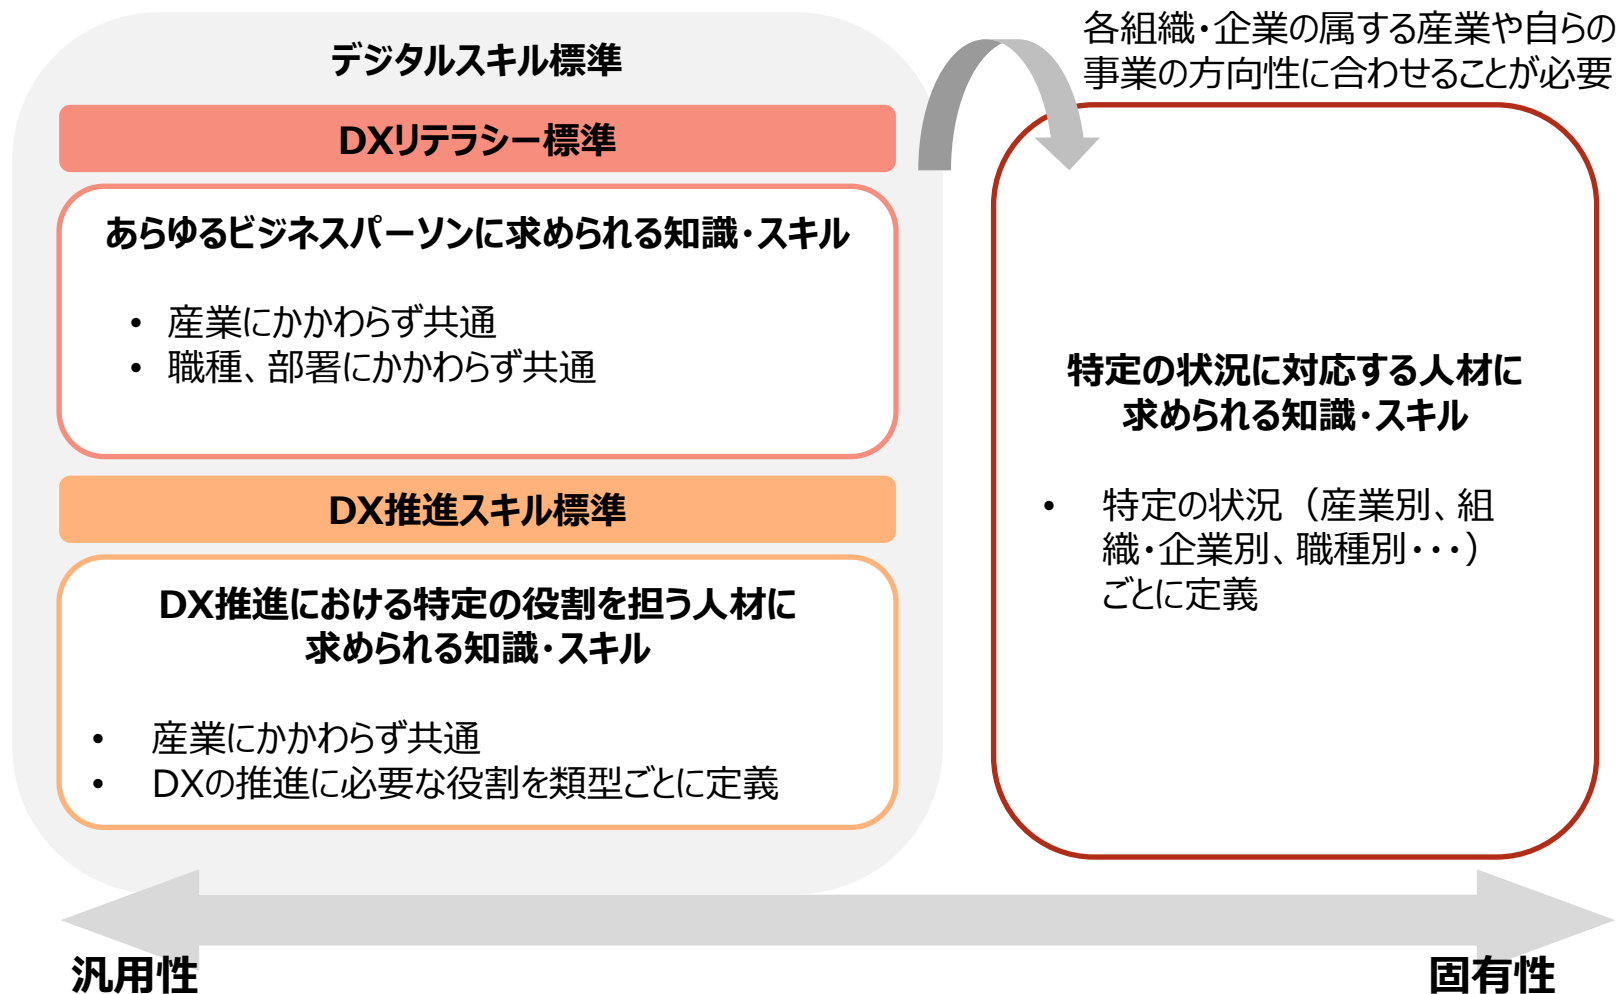 デジタルスキル標準
DXリテラシー標準
あらゆるビジネスパーソンに求められる知識・スキル
• 産業にかかわらず共通
• 職種、部署にかかわらず共通
DX推進スキル標準
DX推進における特定の役割を担う人材に
求められる知識・スキル
• 産業にかかわらず共通
• DXの推進に必要な役割を類型ごとに定義
各組織・企業の属する産業や自らの
事業の方向性に合わせることが必要
特定の状況に対応する人材に
求められる知識・スキル
• 特定の状況（産業別、組
織・企業別、職種別・・・）
ごとに定義
汎用性
固有性